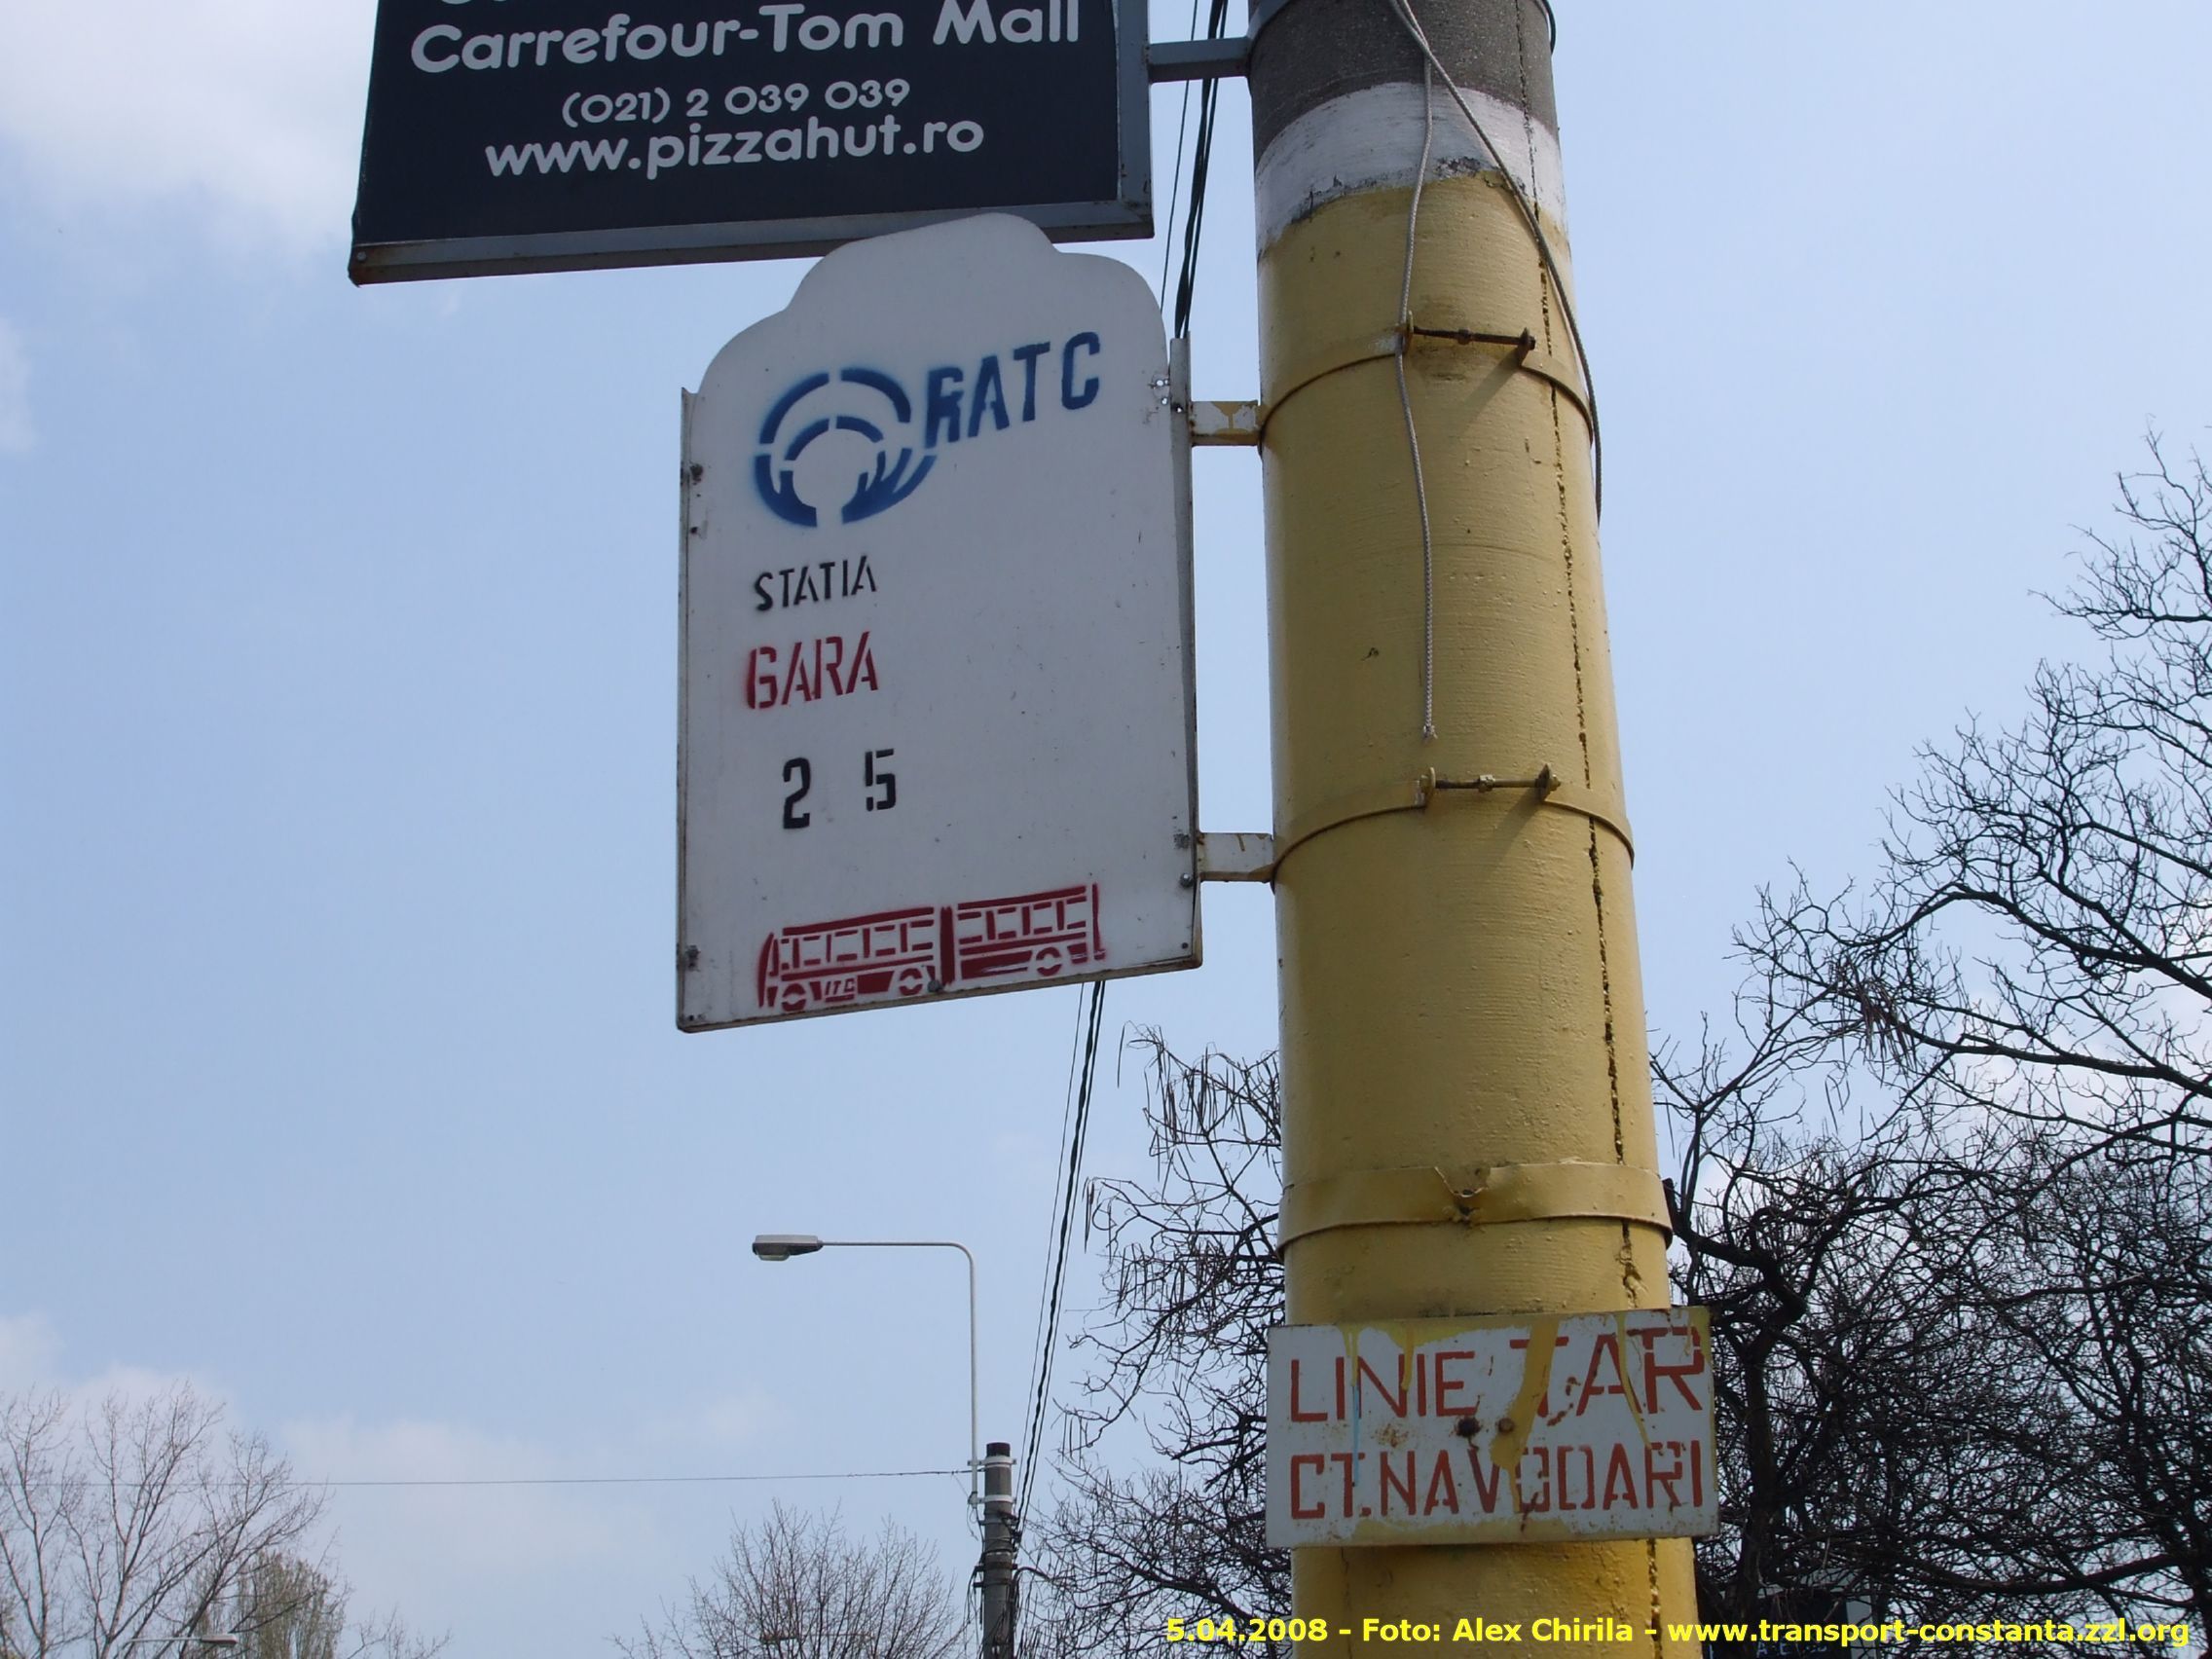 Carrefour-Tom Mall
(021) 2 039 039
www.pizzahut.ro
RATC
STATIA
GARA
2 5
ITC
LINIE TAR
CT.NAVODARI
5.04.2008 - Foto: Alex Chirila - www.transport-constanta.zzl.org